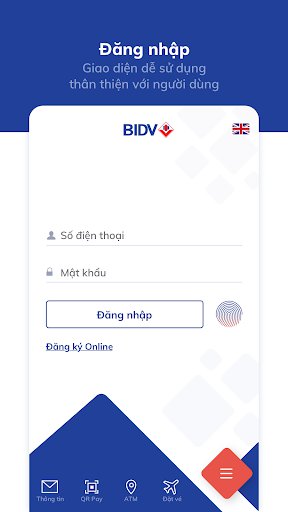 Đăng nhập
Giao diện dễ sử dụng
thân thiện với người dùng
BIDV
Số điện thoại
Mật khẩu
Đăng nhập
Đăng ký Online
Thông tin
QR Pay
ATM
Đặt vé